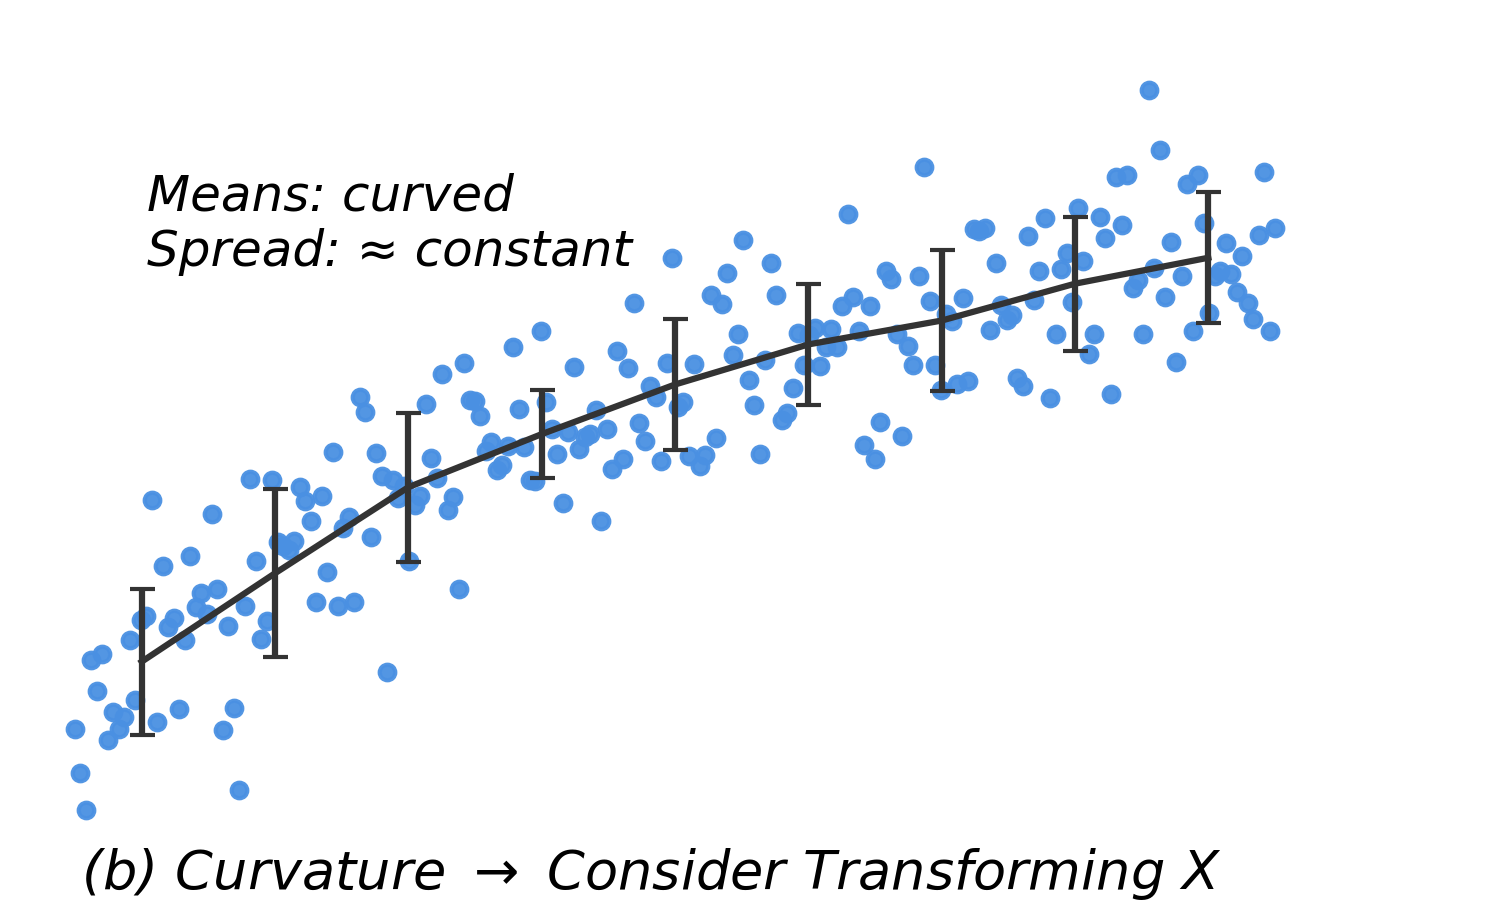 Means: curved
Spread: ≈ constant
(b) Curvature → Consider Transforming X